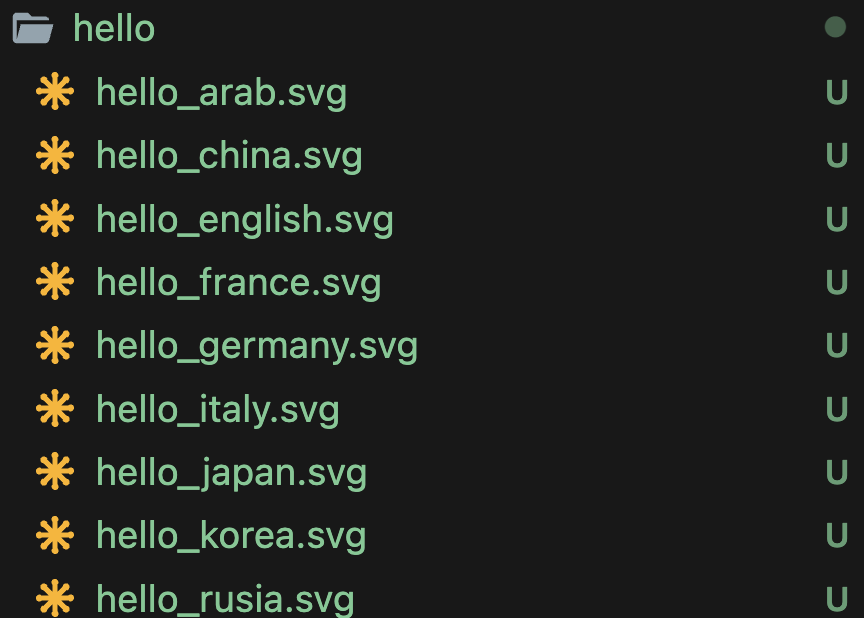 hello
hello_arab.svg U
hello_china.svg U
hello_english.svg U
hello_france.svg U
hello_germany.svg U
hello_italy.svg U
hello_japan.svg U
hello_korea.svg U
hello_rusia.svg U